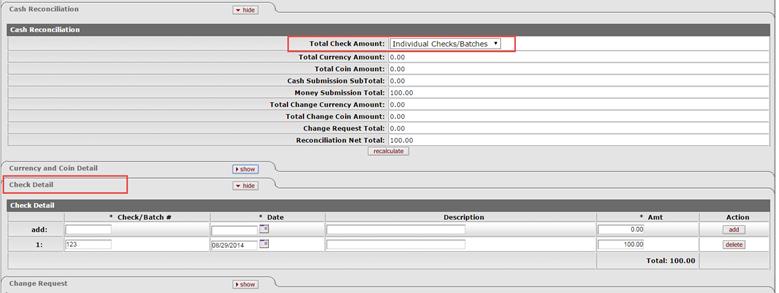 Cash Reconciliation hide
Cash Reconciliation
Total Check Amount: Individual Checks/Batches
Total Currency Amount: 0.00
Total Coin Amount: 0.00
Cash Submission SubTotal: 0.00
Money Submission Total: 100.00
Total Change Currency Amount: 0.00
Total Change Coin Amount: 0.00
Change Request Total: 0.00
Reconciliation Net Total: 100.00
recalculate
Currency and Coin Detail show
Check Detail hide
Check Detail
* Check/Batch # * Date Description * Amt Action
add: 0.00 add
1: 123 08/29/2014 100.00 delete
Total: 100.00
Change Request show